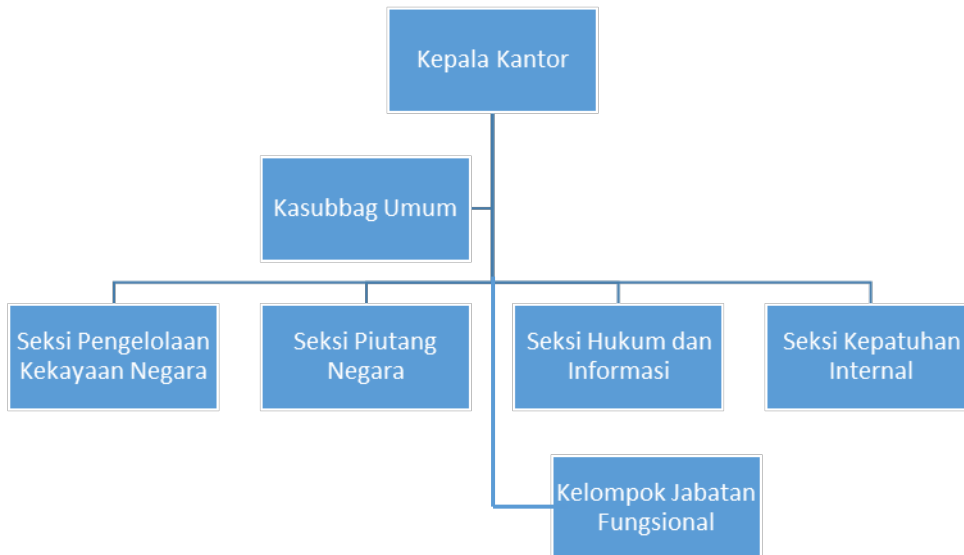 Kepala Kantor
Kasubbag Umum
Seksi Pengelolaan
Kekayaan Negara
Seksi Piutang
Negara
Seksi Hukum dan
Informasi
Seksi Kepatuhan
Internal
Kelompok Jabatan
Fungsional